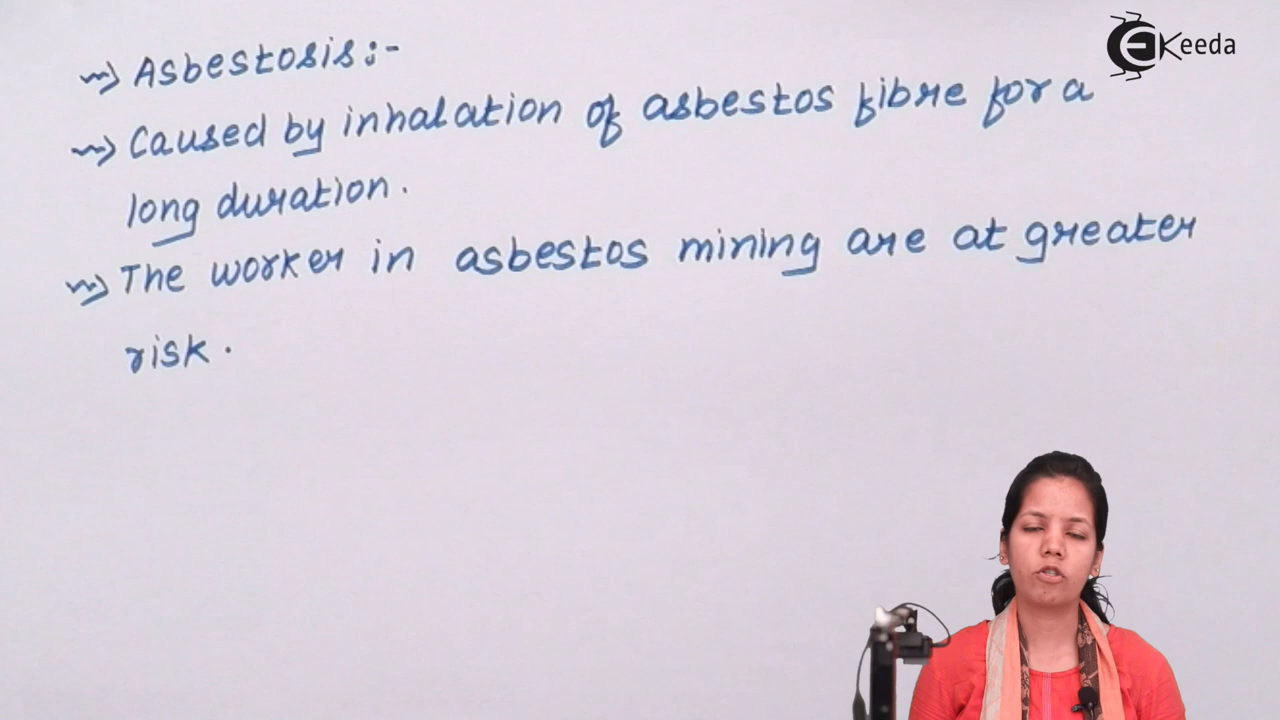 Asbestosis:-
Caused by inhalation of asbestos fibre for a
long duration.
The worker in asbestos mining are at greater
risk.
EKeeda